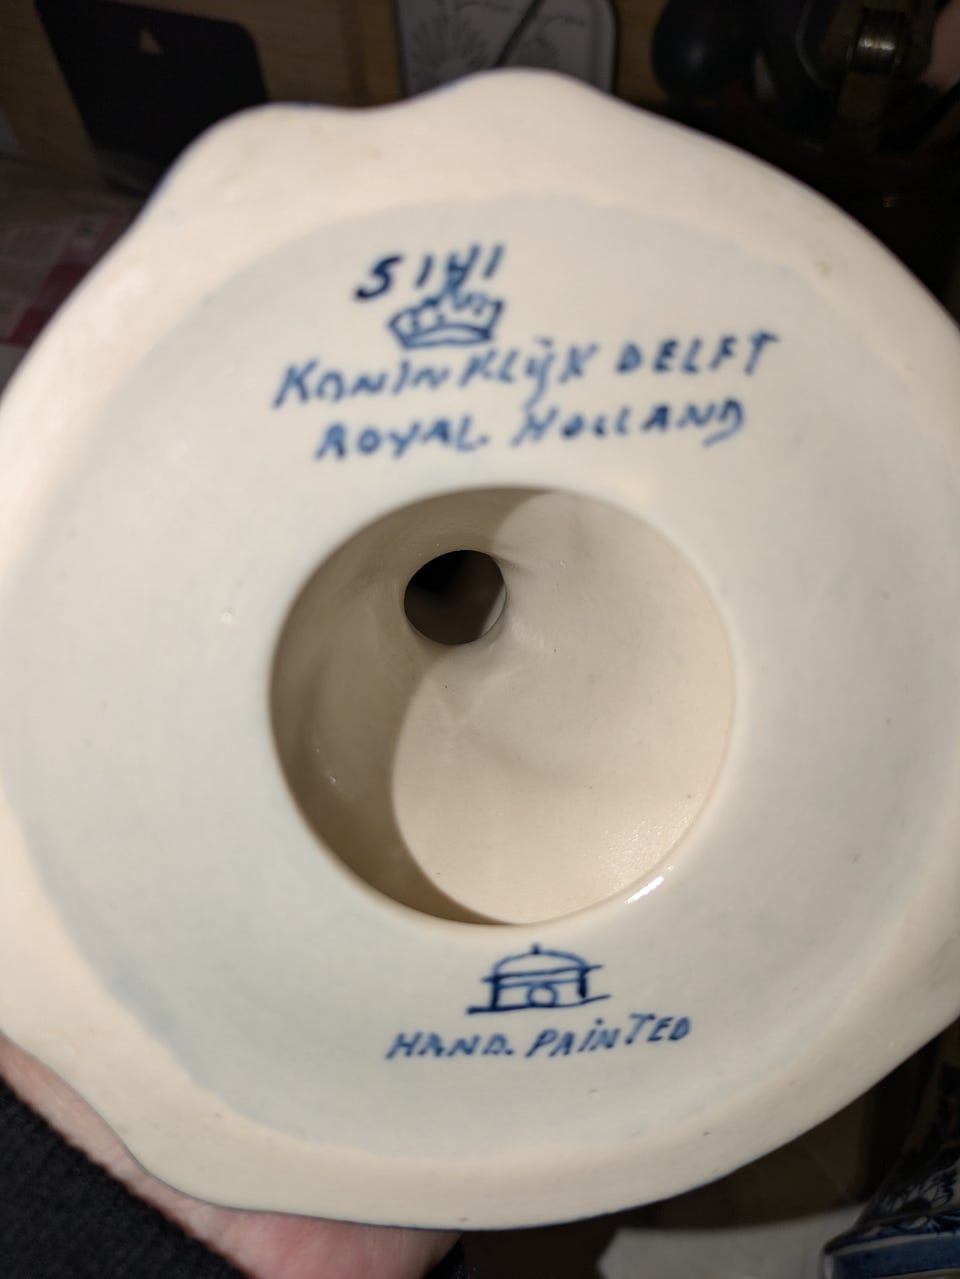 5141
KONINKLIJK DELFT
ROYAL. HOLLAND
HAND. PAINTED